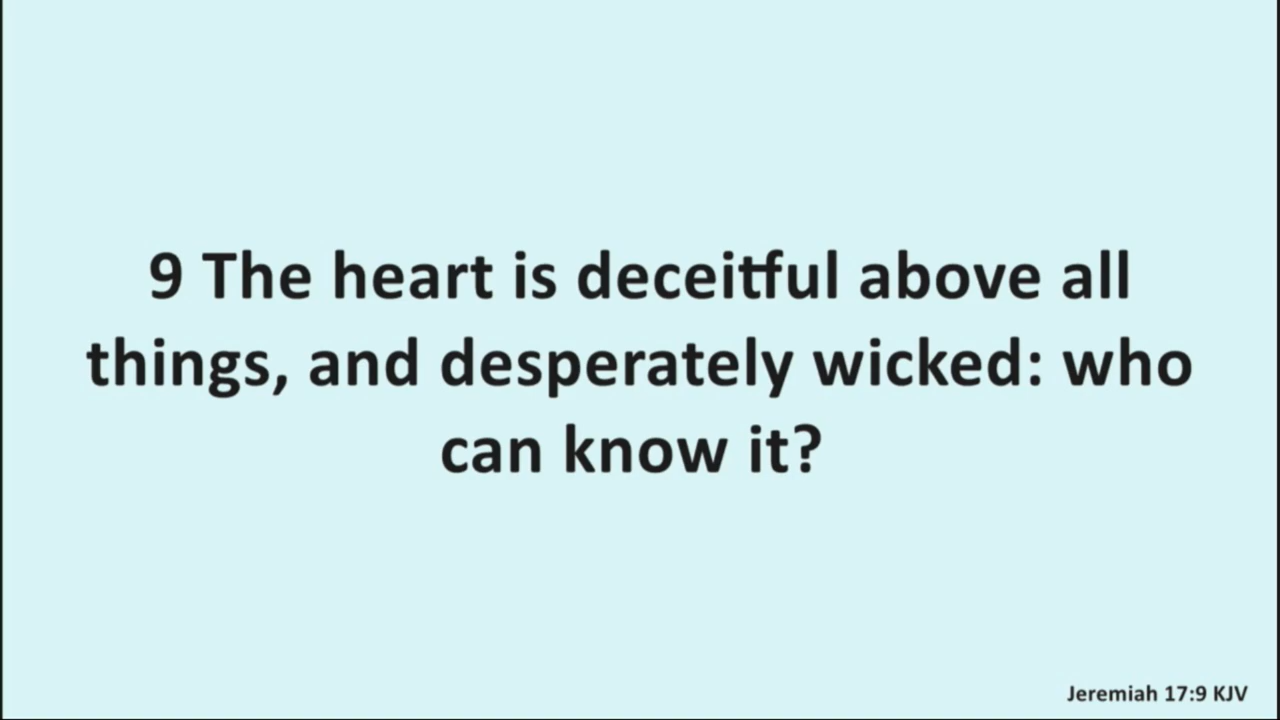 9 The heart is deceitful above all
things, and desperately wicked: who
can know it?
Jeremiah 17:9 KJV